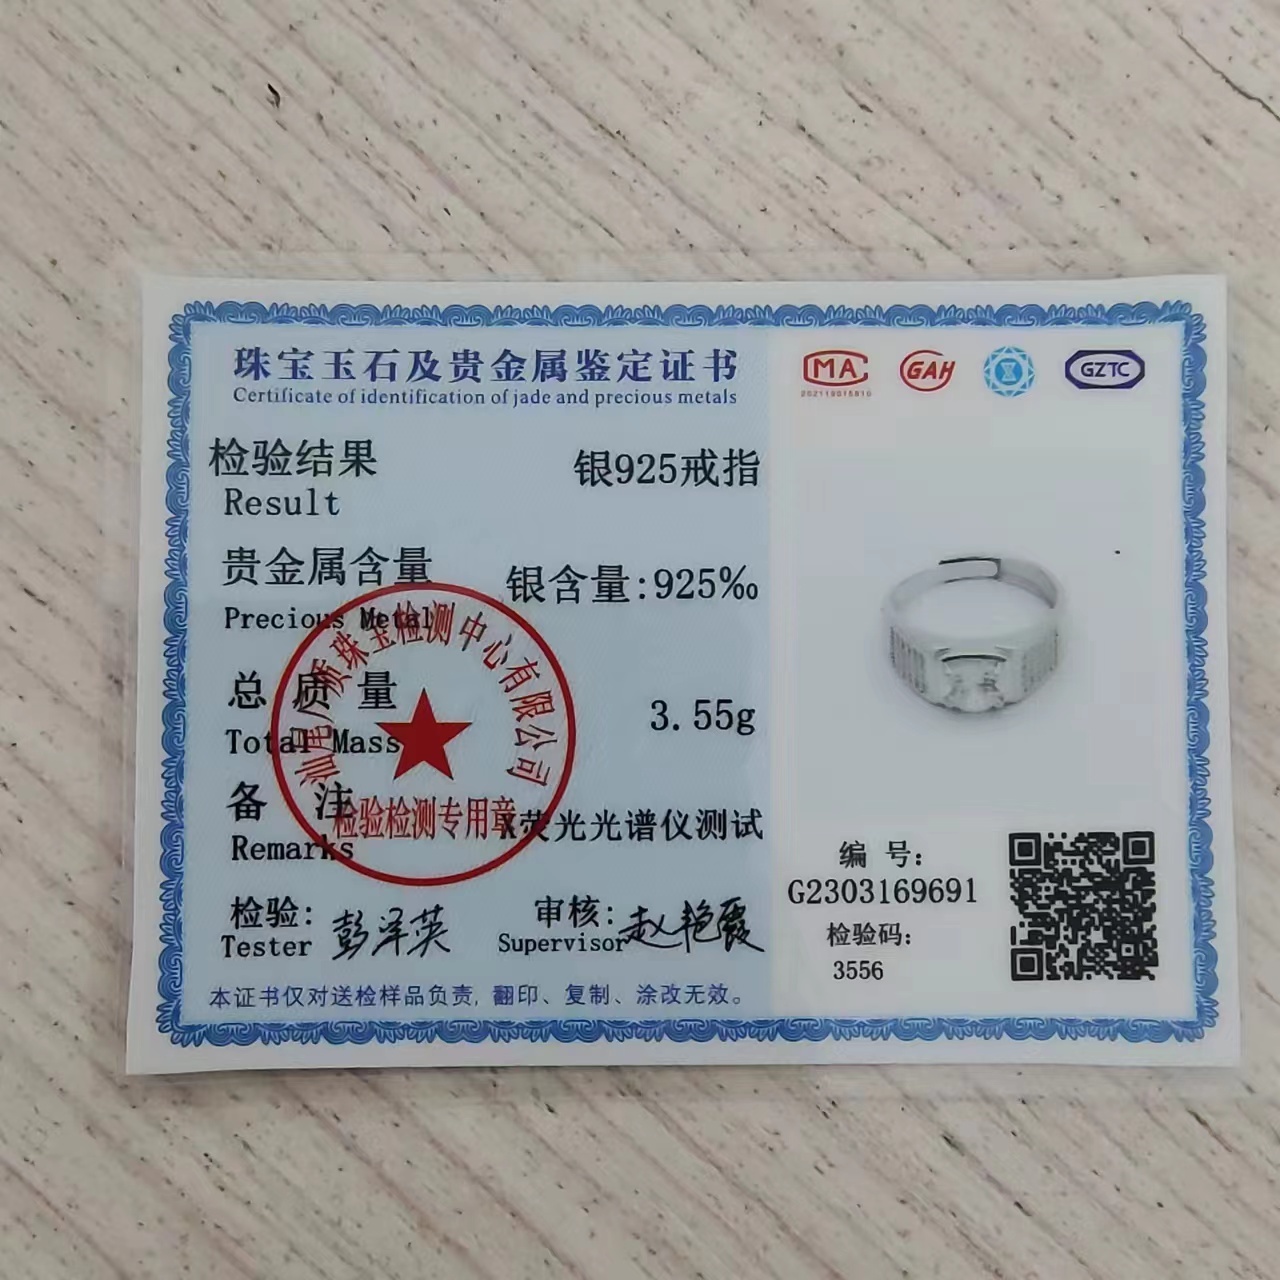 珠宝玉石及贵金属鉴定证书
Certificate of identification of jade and precious metals
MA
202119015810
GAH
GZTC
检验结果
银925戒指
Result
贵金属含量
银含量:925‰
Precious Metal
总质量
3.55g
Total Mass
备 注
X荧光光谱仪测试
Remarks
质珠宝检测中心有限公司
检验检测专用章
检验:
彭泽英
审核:
赵艳霞
Tester
Supervisor
本证书仅对送检样品负责,翻印、复制、涂改无效。
编 号:
G2303169691
检验码:
3556